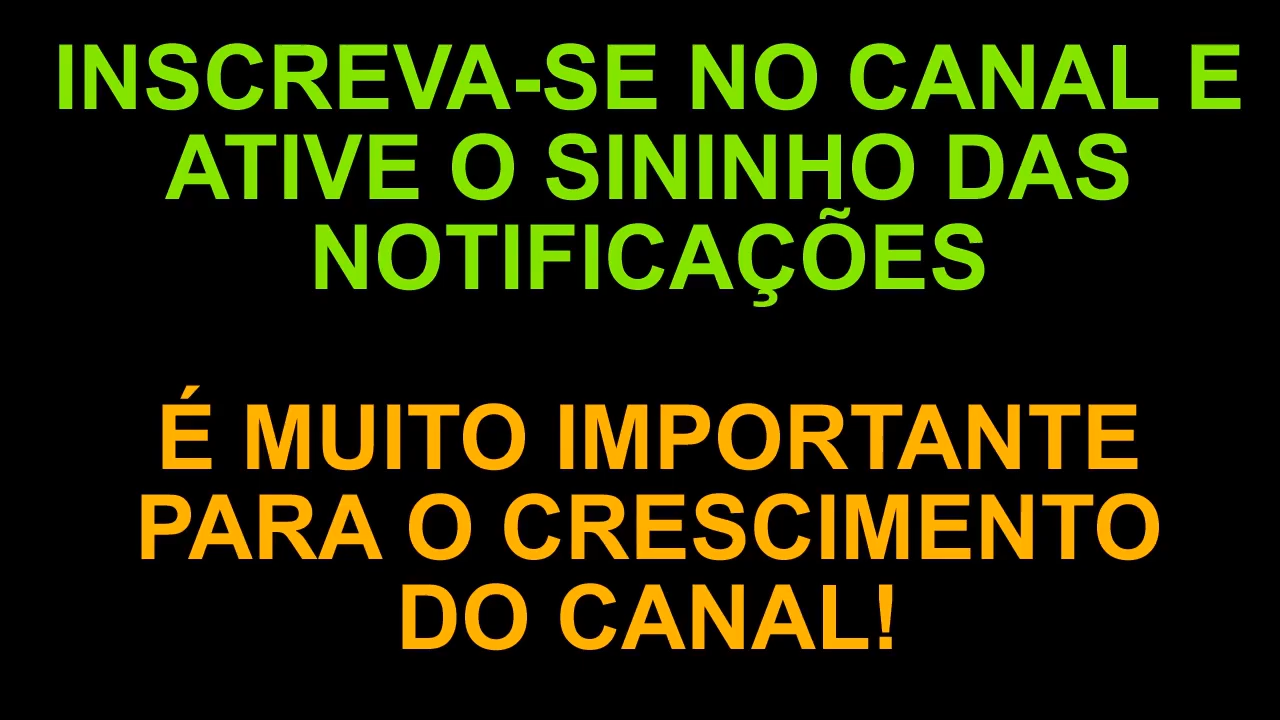 INSCREVA-SE NO CANAL E
ATIVE O SININHO DAS
NOTIFICAÇÕES
É MUITO IMPORTANTE
PARA O CRESCIMENTO
DO CANAL!